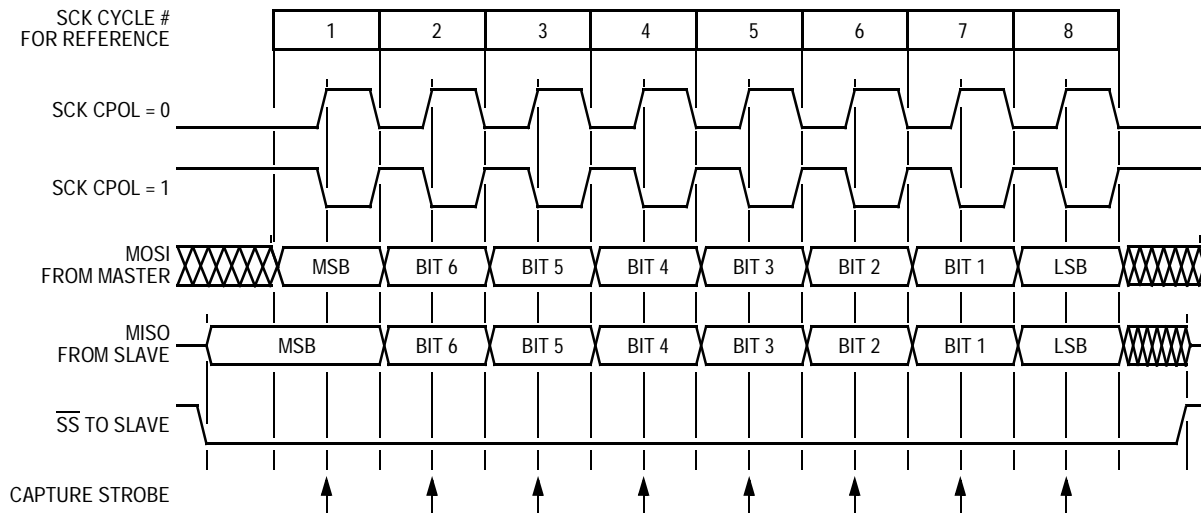 SCK CYCLE #
FOR REFERENCE
1 2 3 4 5 6 7 8
SCK CPOL = 0
SCK CPOL = 1
MOSI
FROM MASTER
MSB BIT 6 BIT 5 BIT 4 BIT 3 BIT 2 BIT 1 LSB
MISO
FROM SLAVE
MSB BIT 6 BIT 5 BIT 4 BIT 3 BIT 2 BIT 1 LSB
S̅S̅ TO SLAVE
CAPTURE STROBE